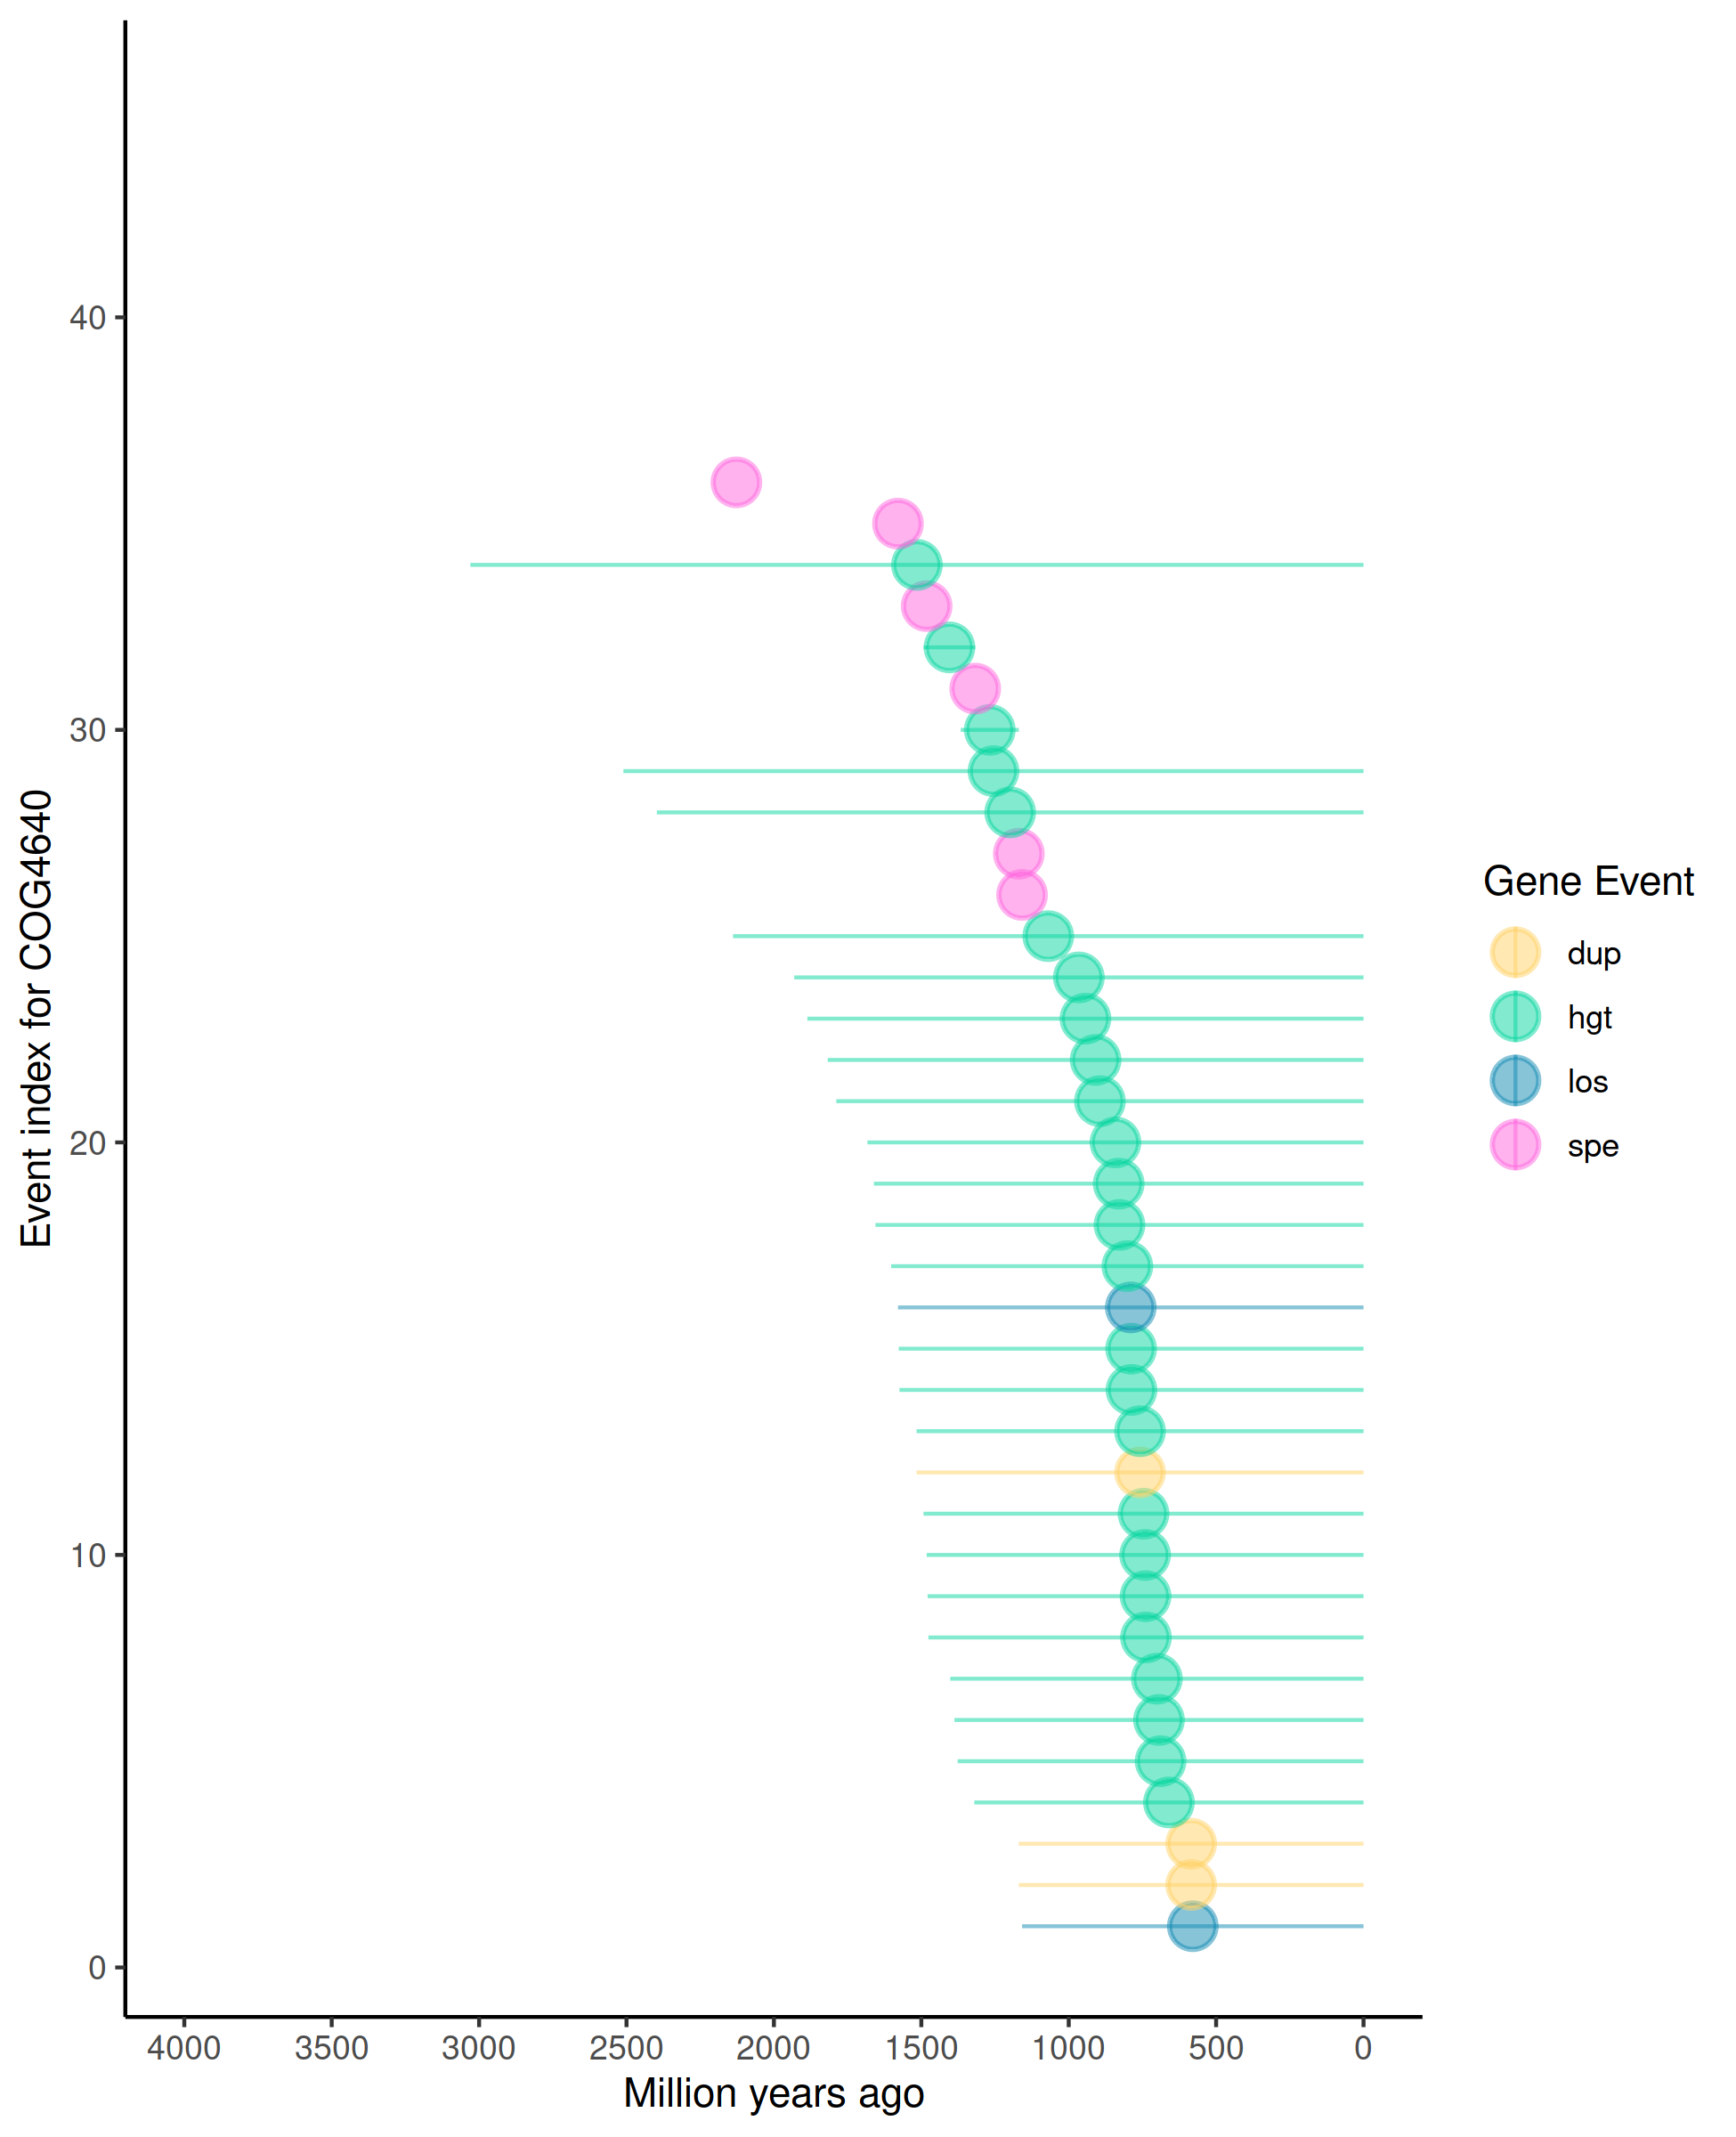 40
30
20
10
0
Event index for COG4640
4000 3500 3000 2500 2000 1500 1000 500 0
Million years ago
Gene Event
dup
hgt
los
spe